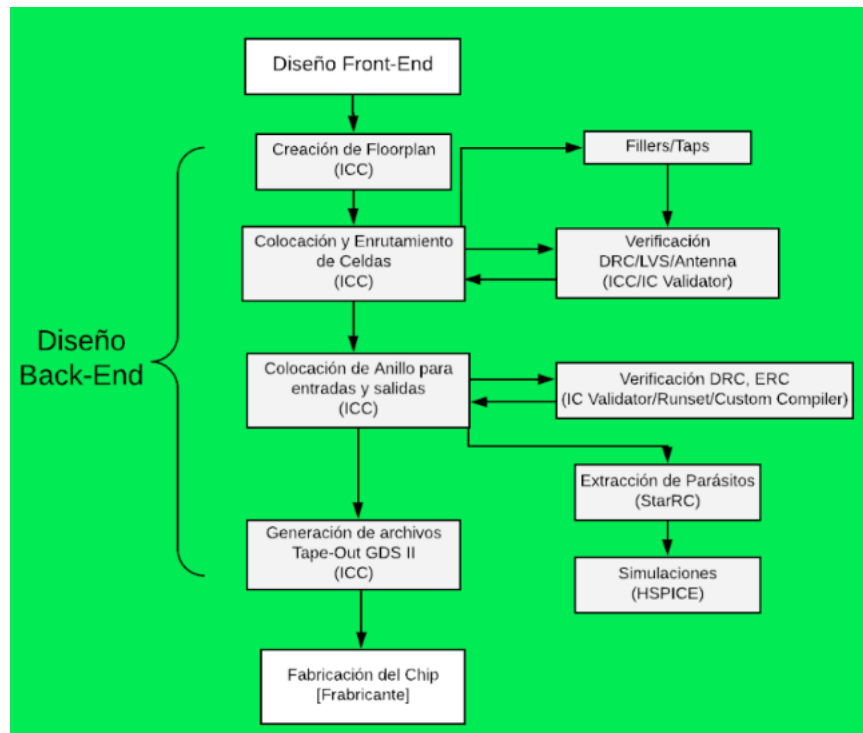 Diseño Front-End
Creación de Floorplan
(ICC)
Fillers/Taps
Colocación y Enrutamiento
de Celdas
(ICC)
Verificación
DRC/LVS/Antenna
(ICC/IC Validator)
Diseño
Back-End
Colocación de Anillo para
entradas y salidas
(ICC)
Verificación DRC, ERC
(IC Validator/Runset/Custom Compiler)
Extracción de Parásitos
(StarRC)
Generación de archivos
Tape-Out GDS II
(ICC)
Simulaciones
(HSPICE)
Fabricación del Chip
[Frabricante]